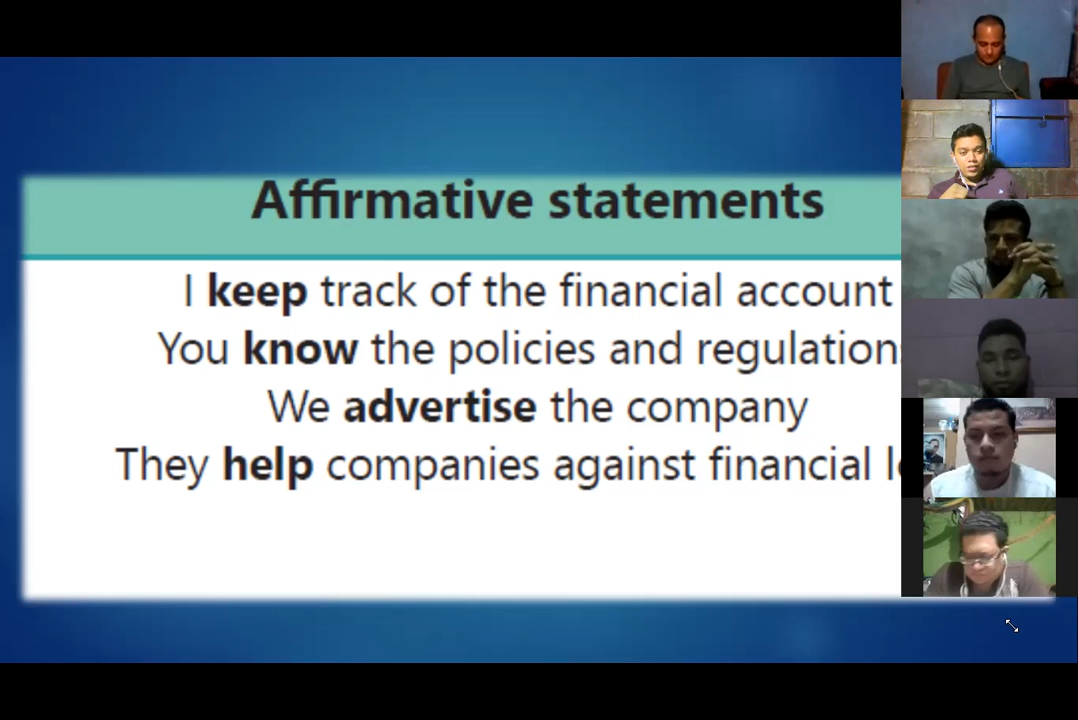 Affirmative statements
I keep track of the financial account
You know the policies and regulation
We advertise the company
They help companies against financial